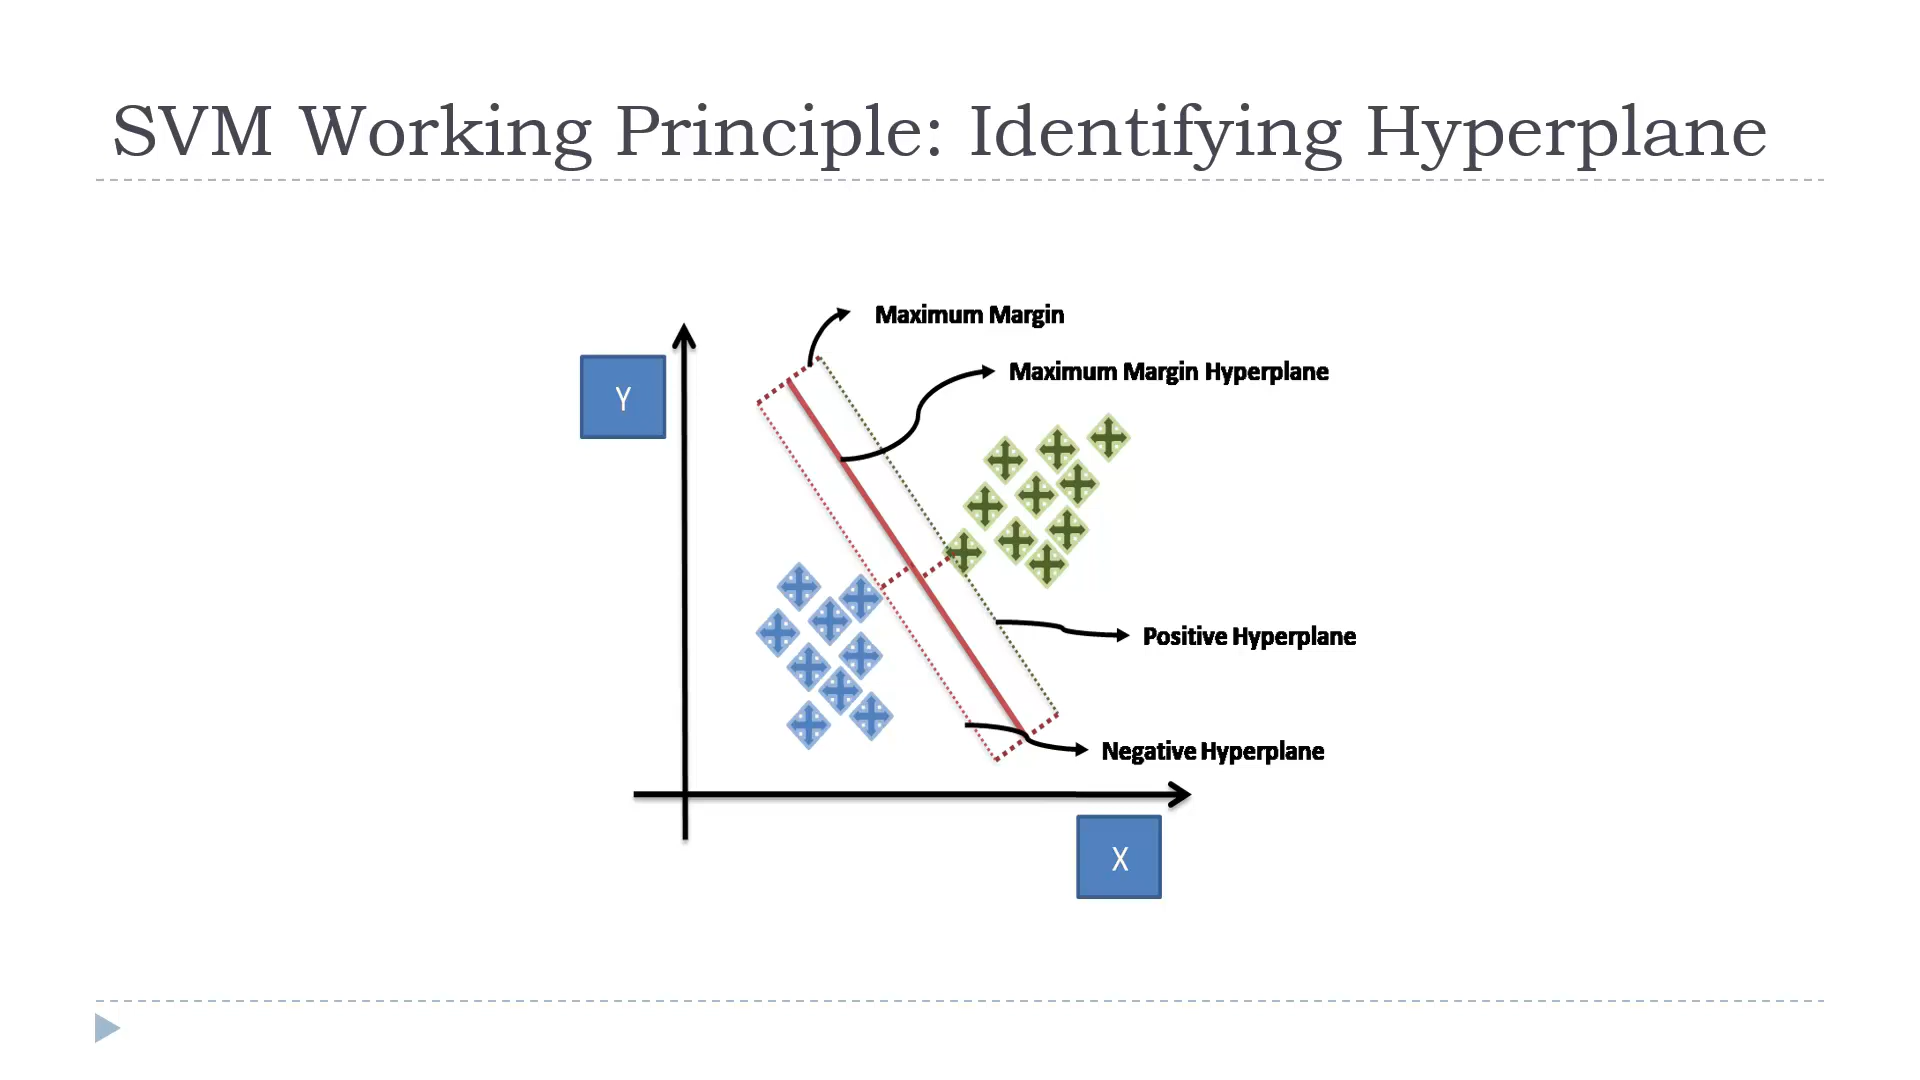 SVM Working Principle: Identifying Hyperplane
Maximum Margin
Y
Maximum Margin Hyperplane
Positive Hyperplane
Negative Hyperplane
X